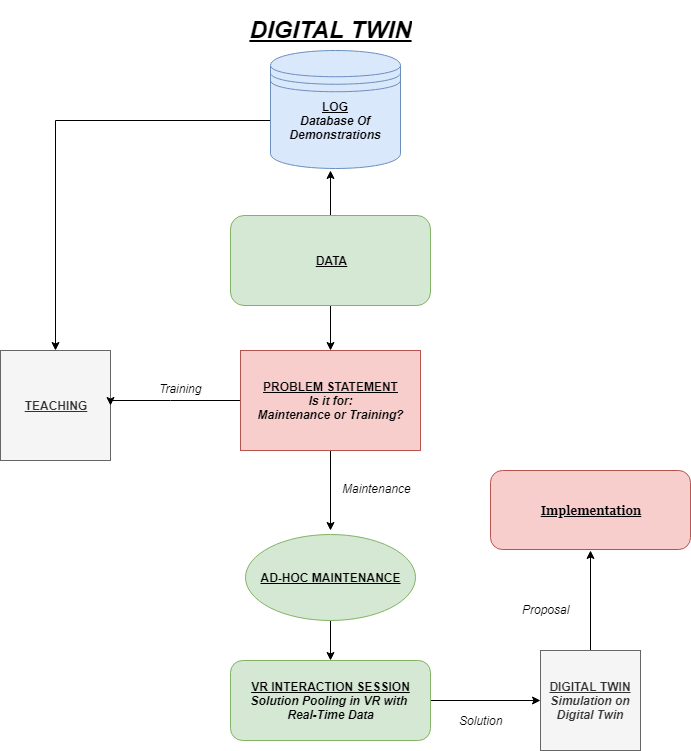 DIGITAL TWIN
LOG
Database Of
Demonstrations
DATA
PROBLEM STATEMENT
Is it for:
Maintenance or Training?
Training
TEACHING
Maintenance
Implementation
AD-HOC MAINTENANCE
Proposal
VR INTERACTION SESSION
Solution Pooling in VR with
Real-Time Data
Solution
DIGITAL TWIN
Simulation on
Digital Twin